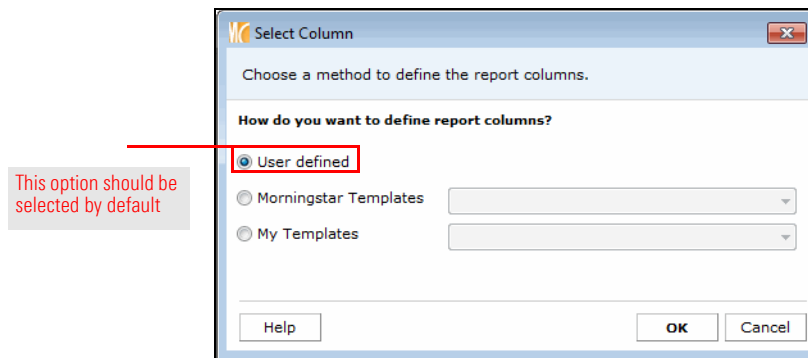 Select Column
Choose a method to define the report columns.
How do you want to define report columns?
User defined
This option should be
selected by default
Morningstar Templates
My Templates
Help
OK
Cancel